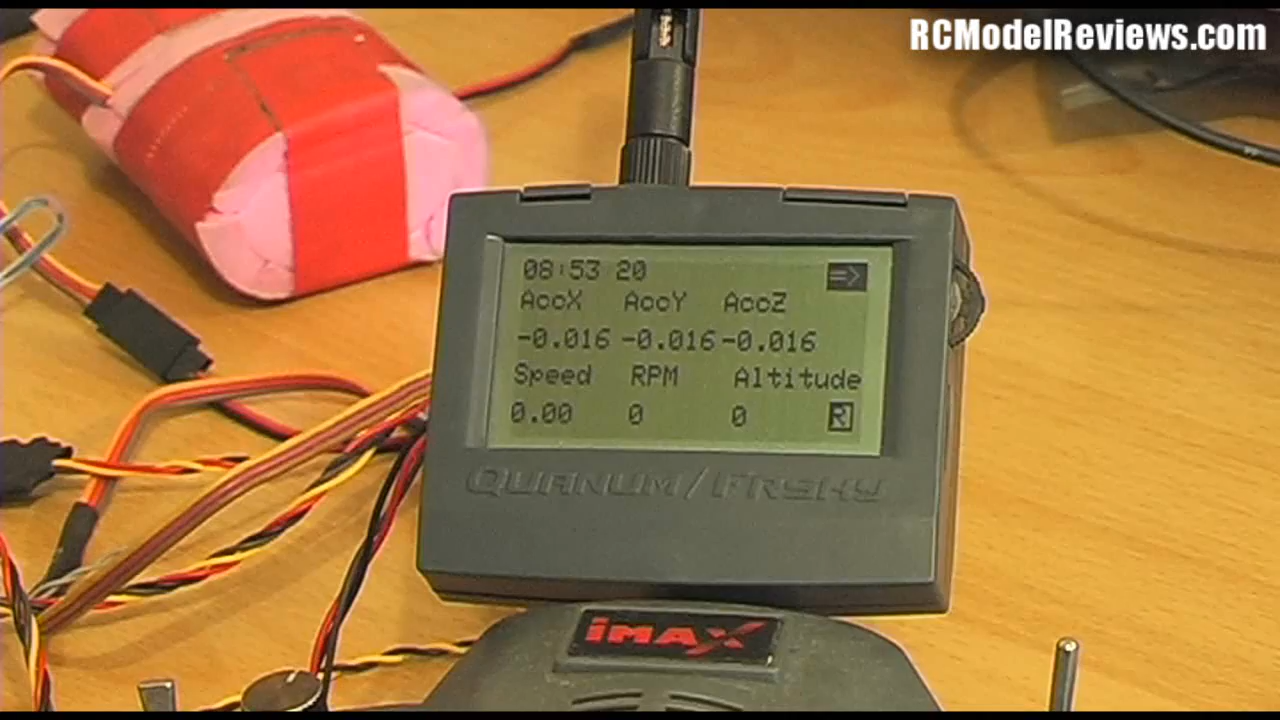 RCModelReviews.com
08:53 20 =>
AccX AccY AccZ
-0.016 -0.016 -0.016
Speed RPM Altitude
0.00 0 0 R
QUANUM/FRSKY
iMAX